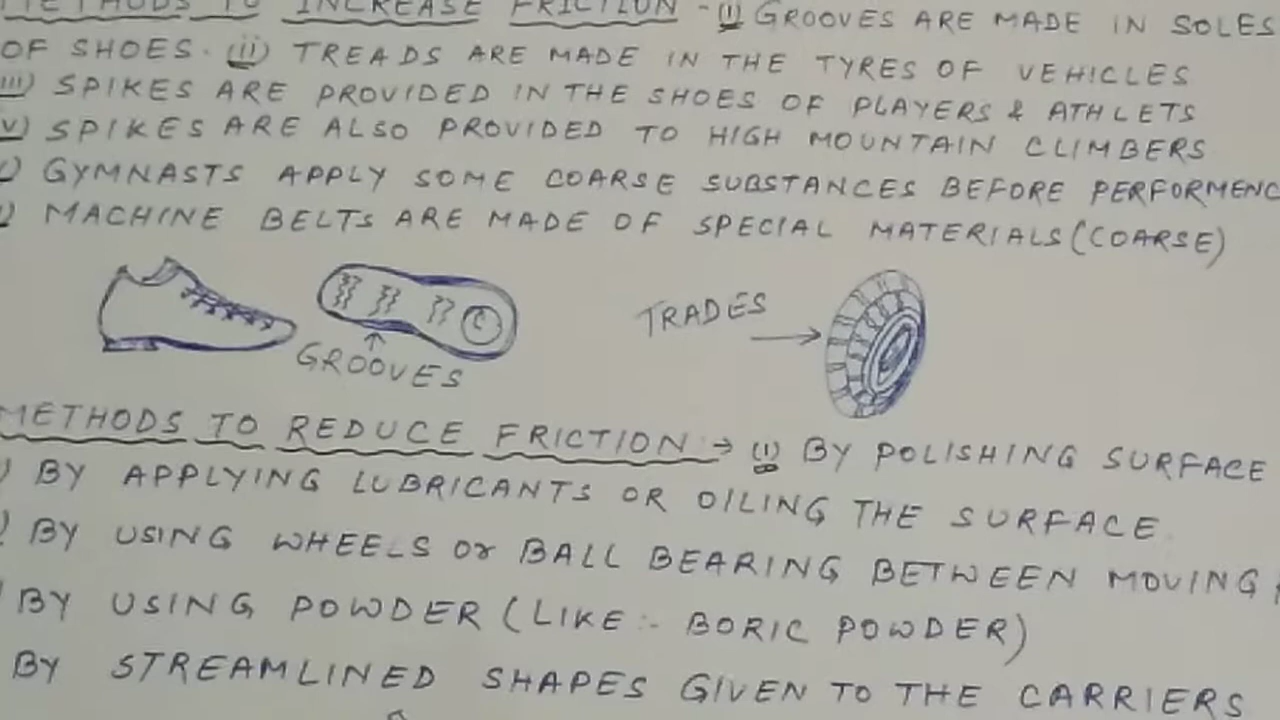 METHODS TO INCREASE FRICTION - (i) GROOVES ARE MADE IN SOLES
OF SHOES. (ii) TREADS ARE MADE IN THE TYRES OF VEHICLES
iii) SPIKES ARE PROVIDED IN THE SHOES OF PLAYERS & ATHLETS
v) SPIKES ARE ALSO PROVIDED TO HIGH MOUNTAIN CLIMBERS
) GYMNASTS APPLY SOME COARSE SUBSTANCES BEFORE PERFORMENC
) MACHINE BELTS ARE MADE OF SPECIAL MATERIALS (COARSE)
TRADES →
GROOVES
METHODS TO REDUCE FRICTION → (i) BY POLISHING SURFACE
) BY APPLYING LUBRICANTS OR OILING THE SURFACE.
) BY USING WHEELS or BALL BEARING BETWEEN MOVING
BY USING POWDER (LIKE :- BORIC POWDER)
BY STREAMLINED SHAPES GIVEN TO THE CARRIERS